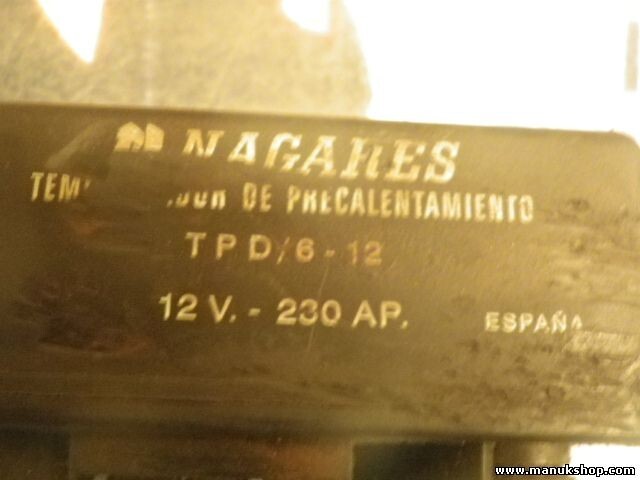 NAGARES
DE PRECALENTAMIENTO
TPD/6-12
12 V. - 230 AP.
ESPAÑA
www.manukshop.com